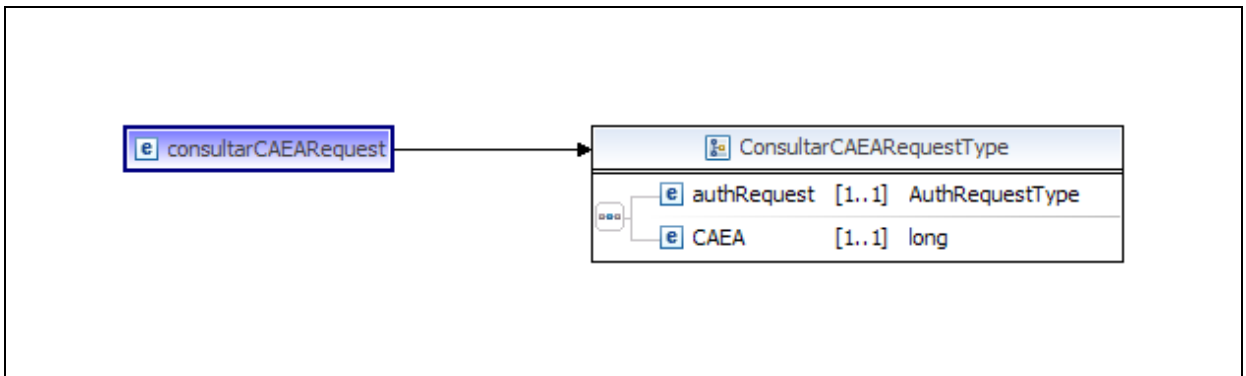 e consultarCAEARequest
ConsultarCAEARequestType
e authRequest [1..1] AuthRequestType
e CAEA [1..1] long